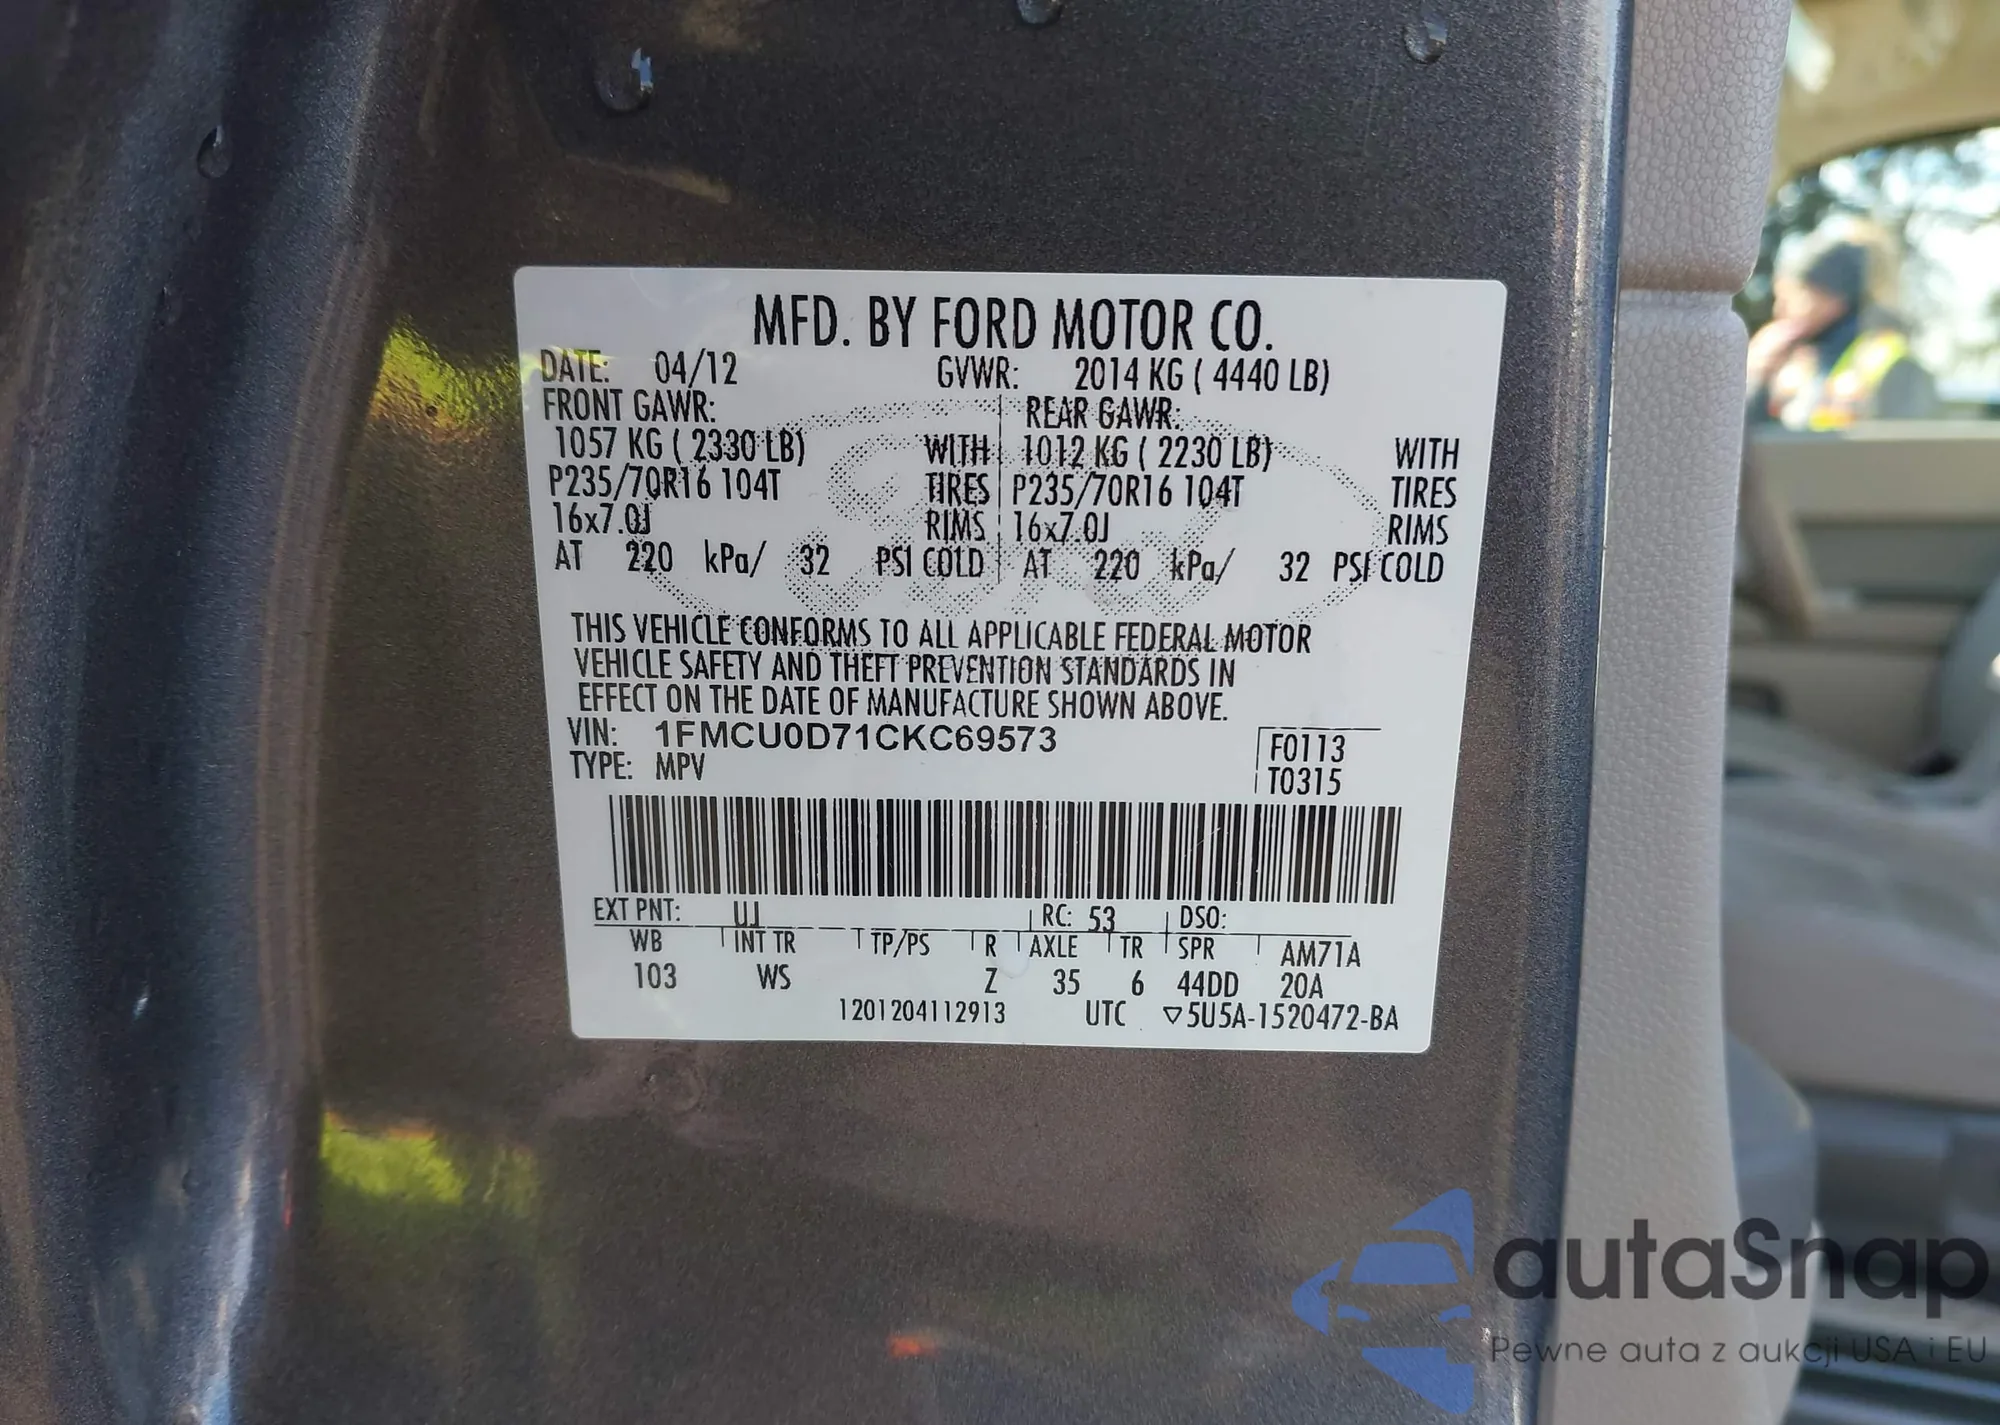 MFD. BY FORD MOTOR CO.
DATE: 04/12 GVWR: 2014 KG ( 4440 LB)
FRONT GAWR: REAR GAWR:
1057 KG ( 2330 LB) WITH 1012 KG ( 2230 LB) WITH
P235/70R16 104T TIRES P235/70R16 104T TIRES
16x7.0J RIMS 16x7.0J RIMS
AT 220 kPa/ 32 PSI COLD AT 220 kPa/ 32 PSI COLD
THIS VEHICLE CONFORMS TO ALL APPLICABLE FEDERAL MOTOR
VEHICLE SAFETY AND THEFT PREVENTION STANDARDS IN
EFFECT ON THE DATE OF MANUFACTURE SHOWN ABOVE.
VIN: 1FMCU0D71CKC69573 F0113
TYPE: MPV T0315
EXT PNT: UJ RC: 53 DSO:
WB INT TR TP/PS R AXLE TR SPR AM71A
103 WS Z 35 6 44DD 20A
1201204112913 UTC ▽5U5A-1520472-BA
autaSnap
Pewne auta z aukcji USA i EU